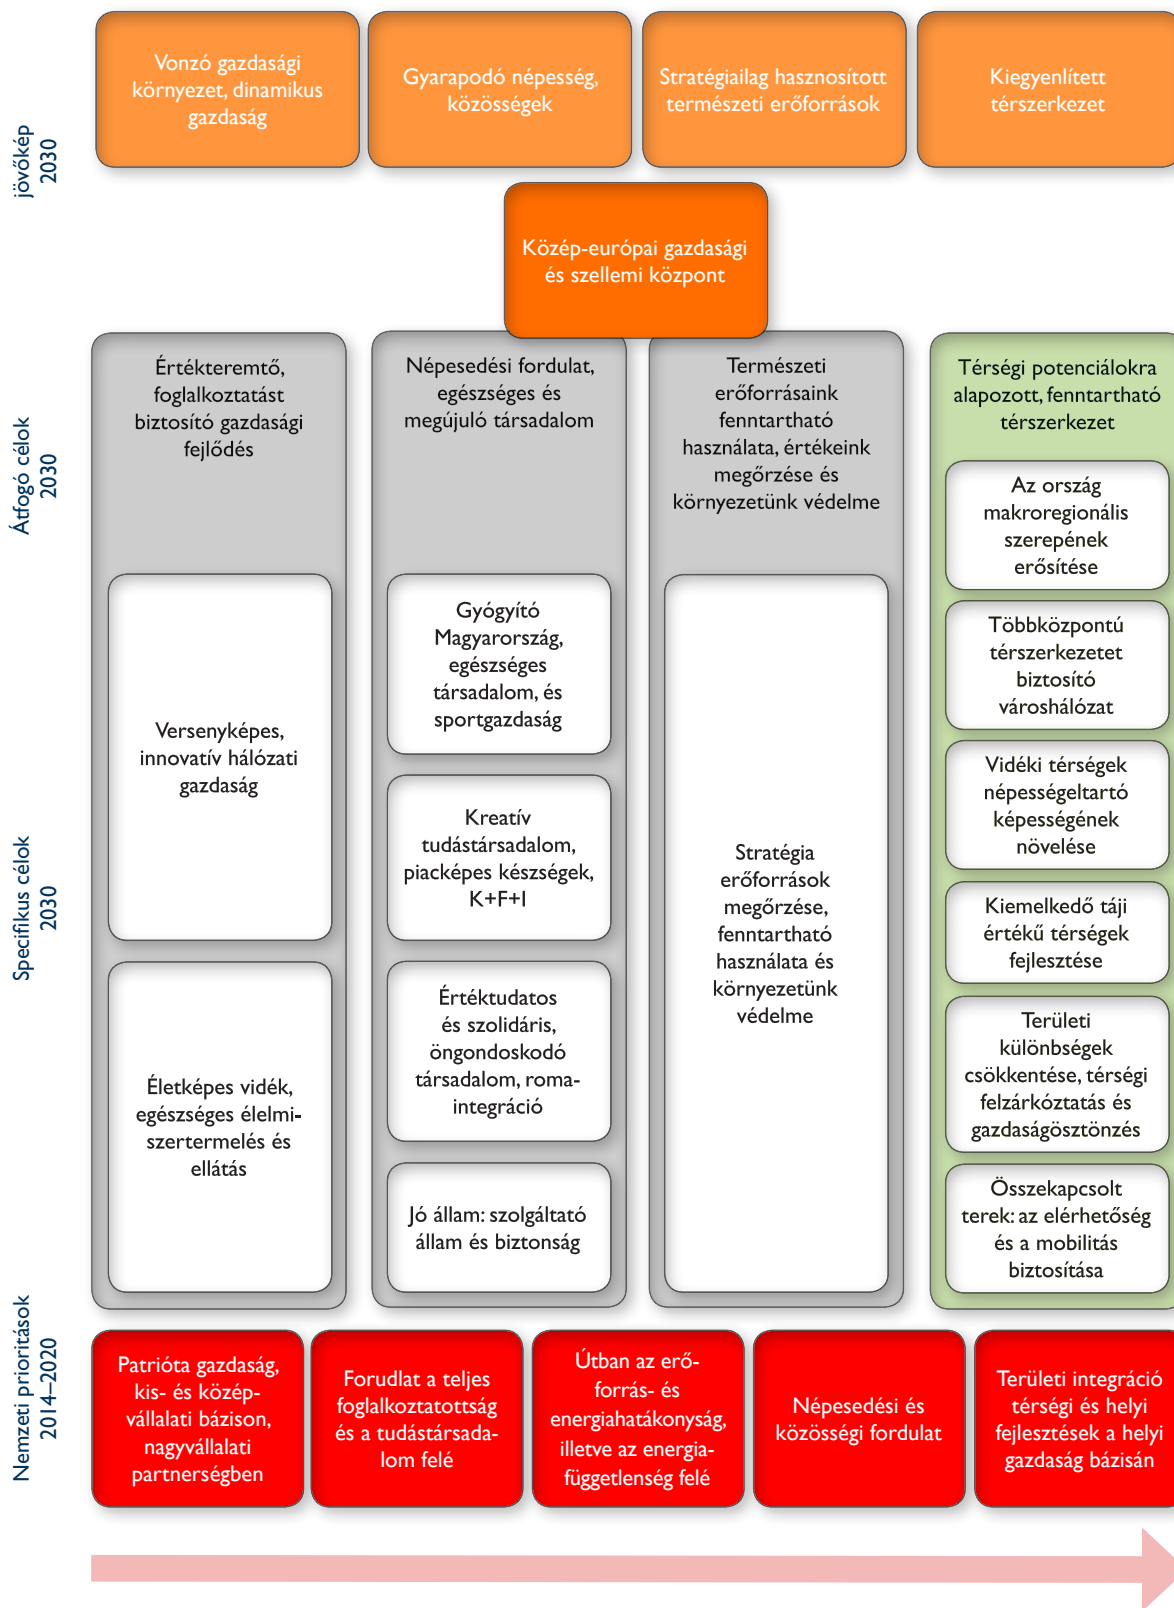 jövőkép
2030
Vonzó gazdasági
környezet, dinamikus
gazdaság
Gyarapodó népesség,
közösségek
Stratégiailag hasznosított
természeti erőforrások
Kiegyenlített
térszerkezet
Közép-európai gazdasági
és szellemi központ
Átfogó célok
2030
Értékteremtő,
foglalkoztatást
biztosító gazdasági
fejlődés
Népesedési fordulat,
egészséges és
megújuló társadalom
Természeti
erőforrásaink
fenntartható
használata, értékeink
megőrzése és
környezetünk védelme
Térségi potenciálokra
alapozott, fenntartható
térszerkezet
Specifikus célok
2030
Versenyképes,
innovatív hálózati
gazdaság
Életképes vidék,
egészséges élelmi-
szertermelés és
ellátás
Gyógyító
Magyarország,
egészséges
társadalom, és
sportgazdaság
Kreatív
tudástársadalom,
piacképes készségek,
K+F+I
Értéktudatos
és szolidáris,
öngondoskodó
társadalom, roma-
integráció
Jó állam: szolgáltató
állam és biztonság
Stratégia
erőforrások
megőrzése,
fenntartható
használata és
környezetünk
védelme
Az ország
makroregionális
szerepének
erősítése
Többközpontú
térszerkezetet
biztosító
városhálózat
Vidéki térségek
népességeltartó
képességének
növelése
Kiemelkedő táji
értékű térségek
fejlesztése
Területi
különbségek
csökkentése, térségi
felzárkóztatás és
gazdaságösztönzés
Összekapcsolt
terek: az elérhetőség
és a mobilitás
biztosítása
Nemzeti prioritások
2014–2020
Patrióta gazdaság,
kis- és közép-
vállalati bázison,
nagyvállalati
partnerségben
Forudlat a teljes
foglalkoztatottság
és a tudástársada-
lom felé
Útban az erő-
forrás- és
energiahatákonyság,
illetve az energia-
függetlenség felé
Népesedési és
közösségi fordulat
Területi integráció
térségi és helyi
fejlesztések a helyi
gazdaság bázisán